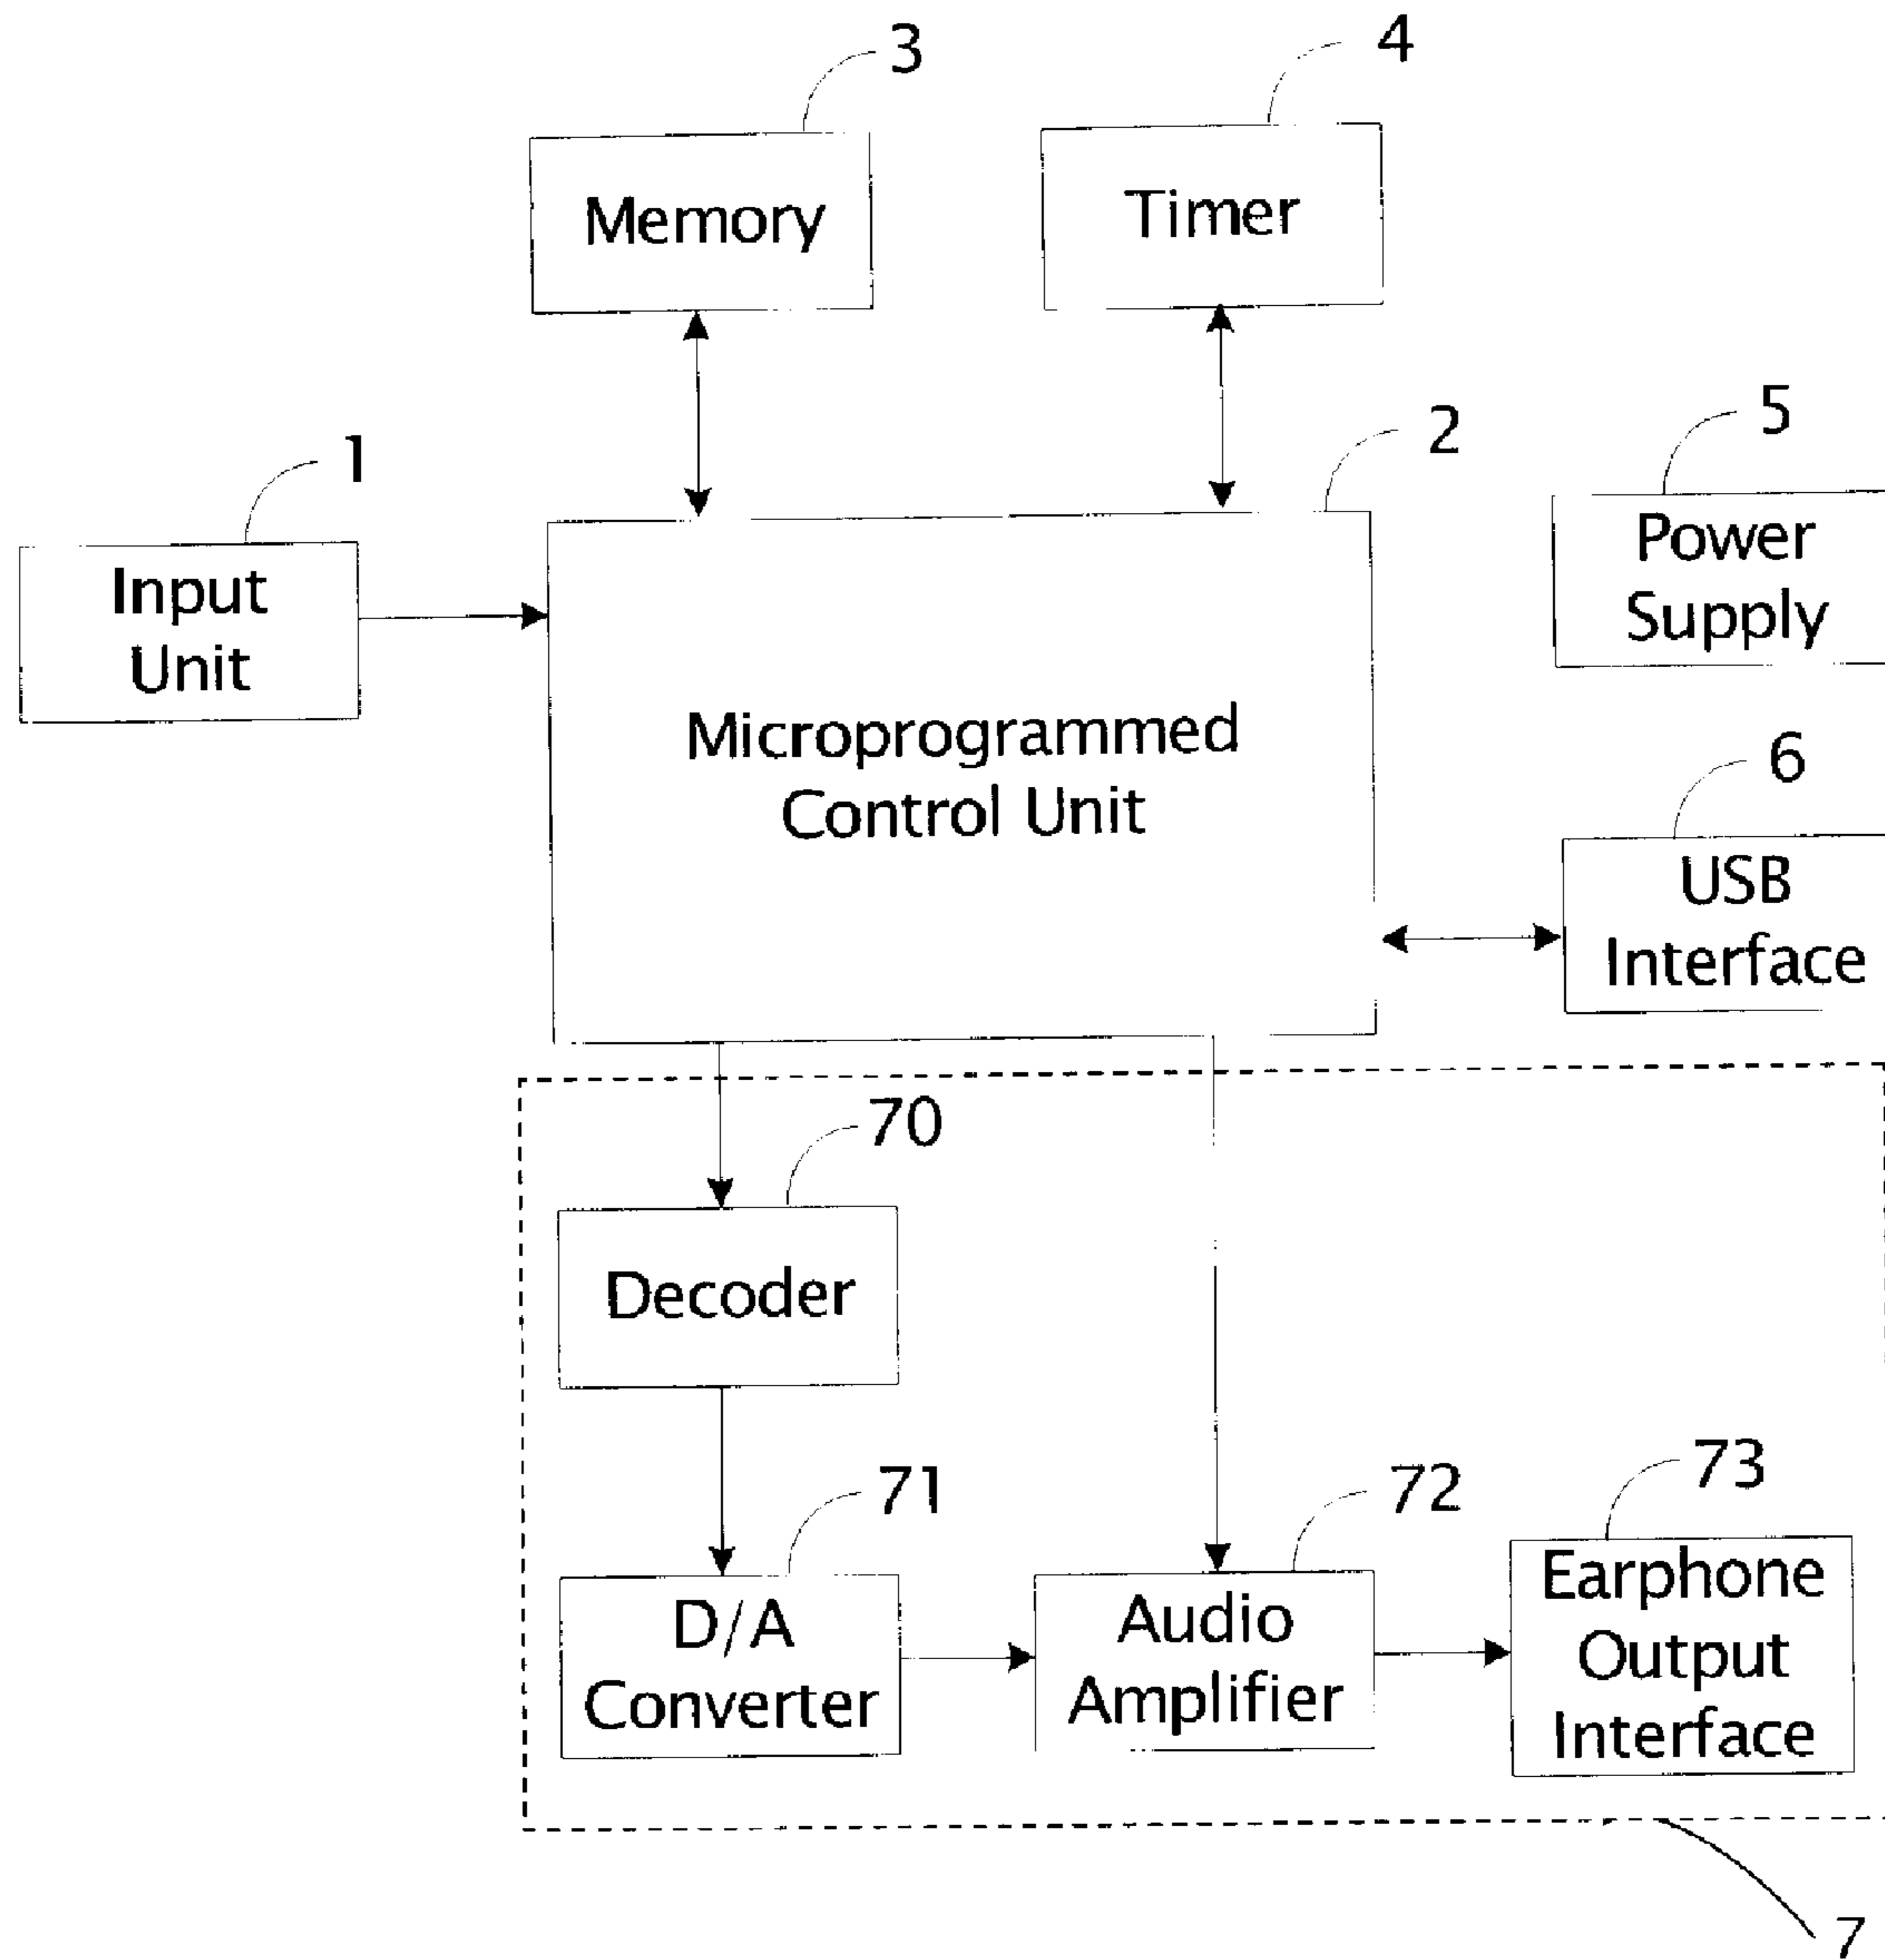 3
4
Memory
Timer
1
2
5
Input
Unit
Power
Supply
Microprogrammed
Control Unit
6
USB
Interface
70
Decoder
71
72
73
D/A
Converter
Audio
Amplifier
Earphone
Output
Interface
7